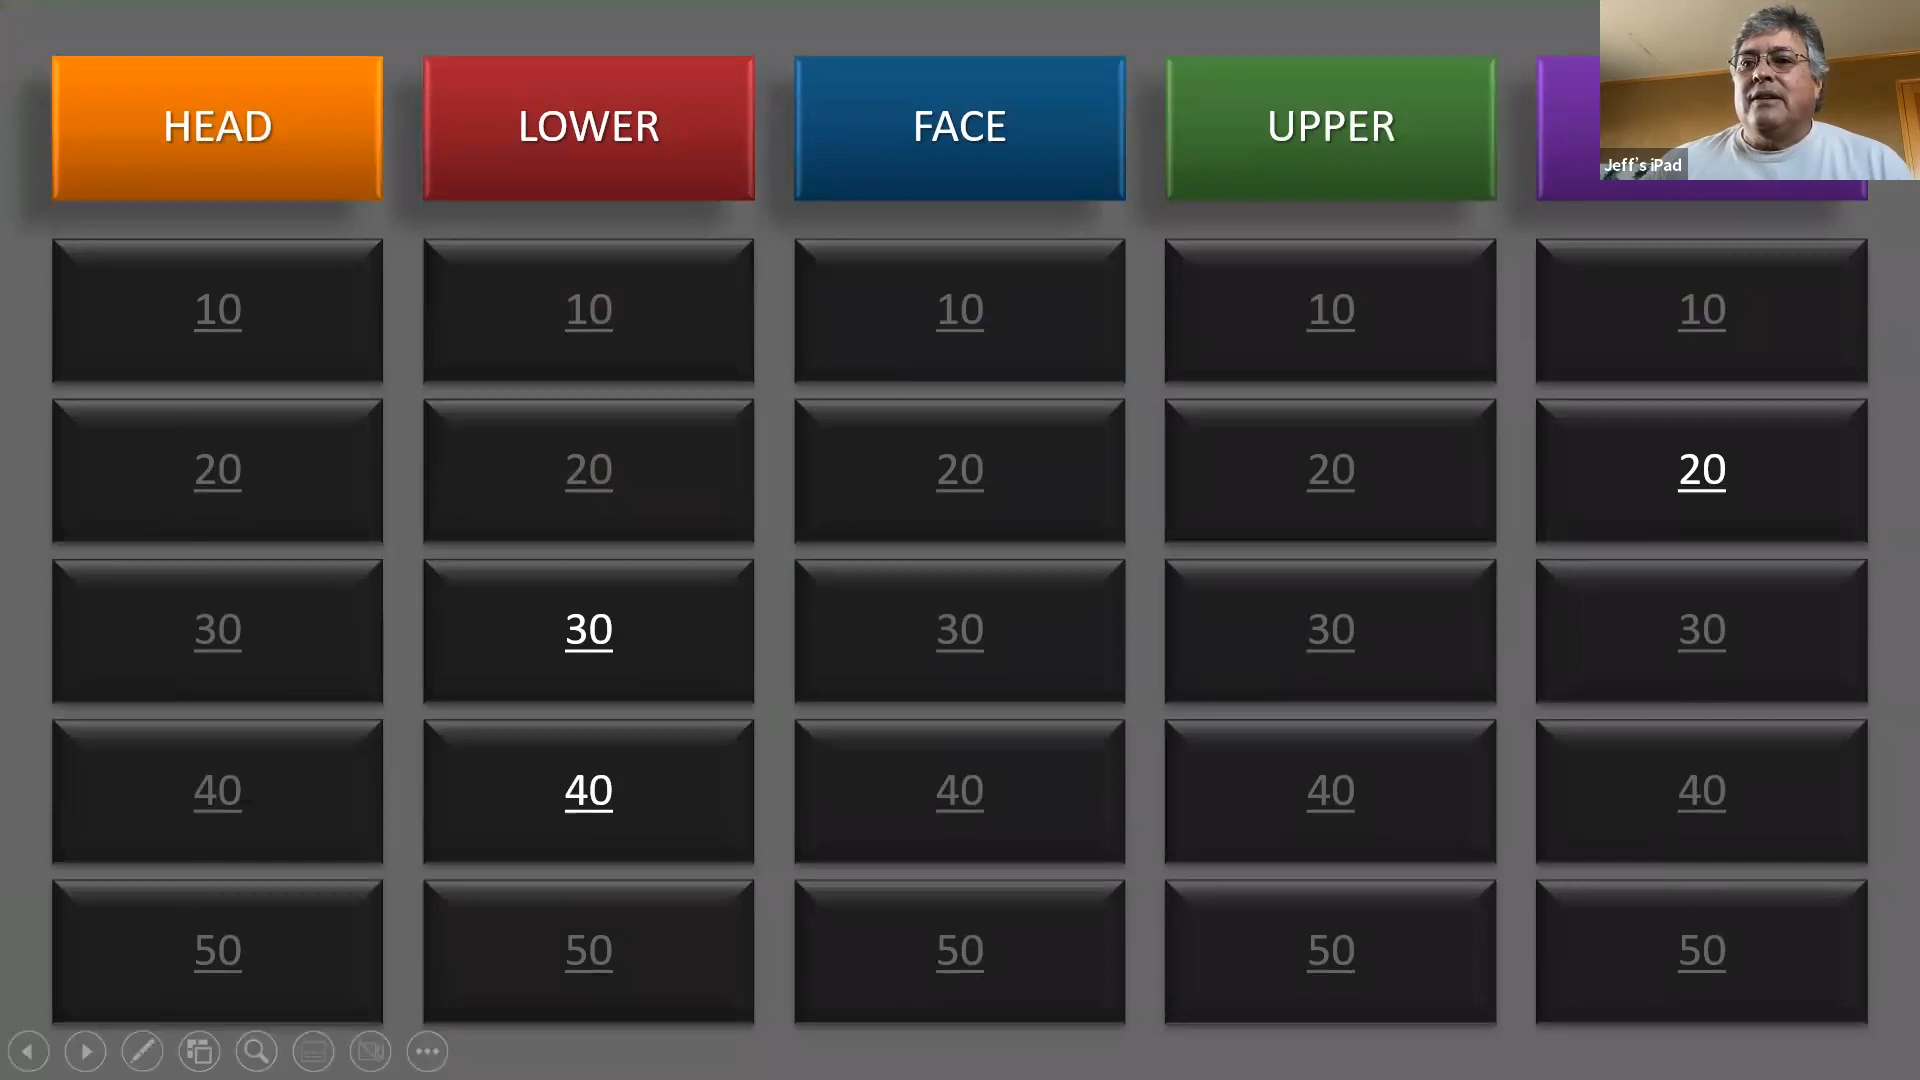 HEAD LOWER FACE UPPER
Jeff's iPad
10 10 10 10 10
20 20 20 20 20
30 30 30 30 30
40 40 40 40 40
50 50 50 50 50